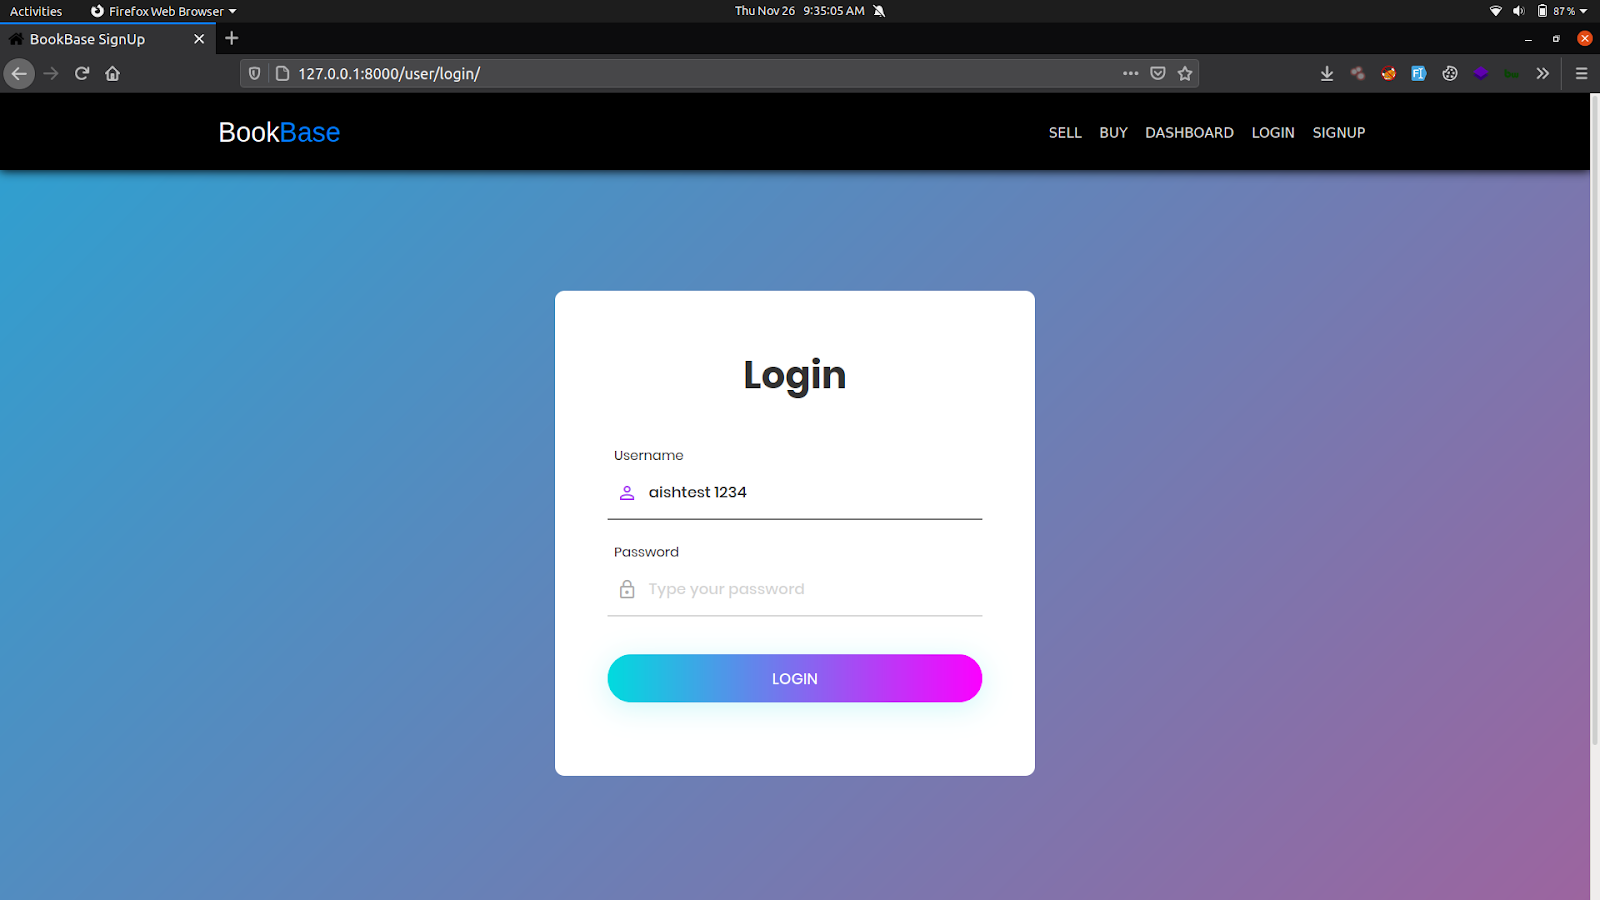 Activities Firefox Web Browser Thu Nov 26 9:35:05 AM 87 %
BookBase SignUp
127.0.0.1:8000/user/login/
BookBase SELL BUY DASHBOARD LOGIN SIGNUP
Login
Username
aishtest 1234
Password
Type your password
LOGIN